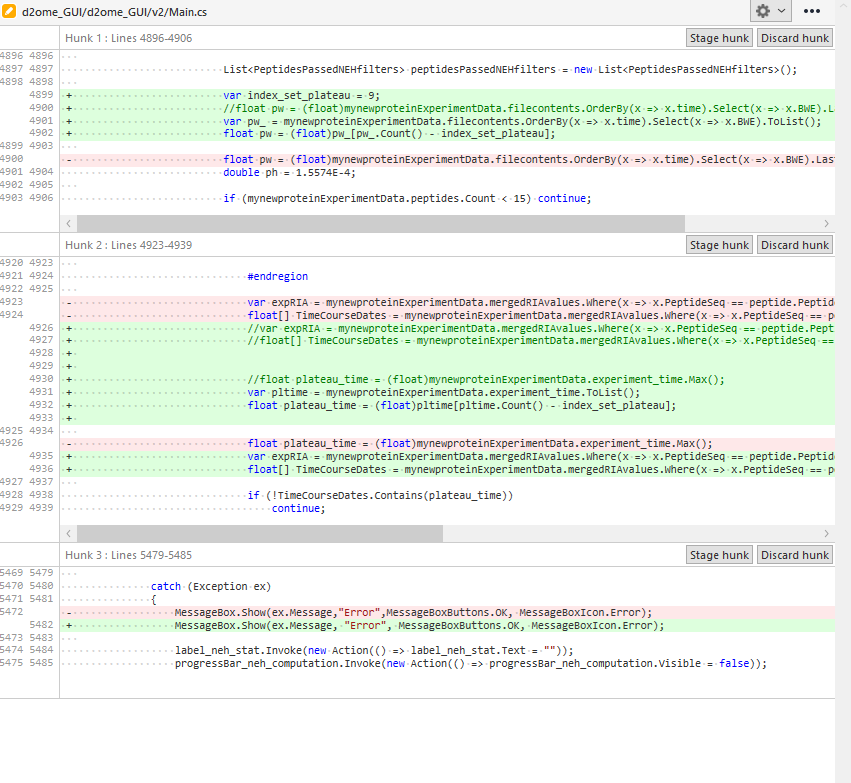 d2ome_GUI/d2ome_GUI/v2/Main.cs
Hunk 1 : Lines 4896-4906
Stage hunk Discard hunk
4896 4896
4897 4897 List<PeptidesPassedNEHfilters> peptidesPassedNEHfilters = new List<PeptidesPassedNEHfilters>();
4898 4898
4899 + var index_set_plateau = 9;
4900 + //float pw = (float)mynewproteinExperimentData.filecontents.OrderBy(x => x.time).Select(x => x.BWE).La
4901 + var pw_ = mynewproteinExperimentData.filecontents.OrderBy(x => x.time).Select(x => x.BWE).ToList();
4902 + float pw = (float)pw_[pw_.Count() - index_set_plateau];
4899 4903
4900 - float pw = (float)mynewproteinExperimentData.filecontents.OrderBy(x => x.time).Select(x => x.BWE).Last
4901 4904 double ph = 1.5574E-4;
4902 4905
4903 4906 if (mynewproteinExperimentData.peptides.Count < 15) continue;
Hunk 2 : Lines 4923-4939
Stage hunk Discard hunk
4920 4923
4921 4924 #endregion
4922 4925
4923 - var expRIA = mynewproteinExperimentData.mergedRIAvalues.Where(x => x.PeptideSeq == peptide.Peptid
4924 - float[] TimeCourseDates = mynewproteinExperimentData.mergedRIAvalues.Where(x => x.PeptideSeq == p
4926 + //var expRIA = mynewproteinExperimentData.mergedRIAvalues.Where(x => x.PeptideSeq == peptide.Pept
4927 + //float[] TimeCourseDates = mynewproteinExperimentData.mergedRIAvalues.Where(x => x.PeptideSeq ==
4928 +
4929 +
4930 + //float plateau_time = (float)mynewproteinExperimentData.experiment_time.Max();
4931 + var pltime = mynewproteinExperimentData.experiment_time.ToList();
4932 + float plateau_time = (float)pltime[pltime.Count() - index_set_plateau];
4933 +
4925 4934
4926 - float plateau_time = (float)mynewproteinExperimentData.experiment_time.Max();
4935 + var expRIA = mynewproteinExperimentData.mergedRIAvalues.Where(x => x.PeptideSeq == peptide.Peptid
4936 + float[] TimeCourseDates = mynewproteinExperimentData.mergedRIAvalues.Where(x => x.PeptideSeq == p
4927 4937
4928 4938 if (!TimeCourseDates.Contains(plateau_time))
4929 4939 continue;
Hunk 3 : Lines 5479-5485
Stage hunk Discard hunk
5469 5479
5470 5480 catch (Exception ex)
5471 5481 {
5472 - MessageBox.Show(ex.Message,"Error",MessageBoxButtons.OK, MessageBoxIcon.Error);
5482 + MessageBox.Show(ex.Message, "Error", MessageBoxButtons.OK, MessageBoxIcon.Error);
5473 5483
5474 5484 label_neh_stat.Invoke(new Action(() => label_neh_stat.Text = ""));
5475 5485 progressBar_neh_computation.Invoke(new Action(() => progressBar_neh_computation.Visible = false));